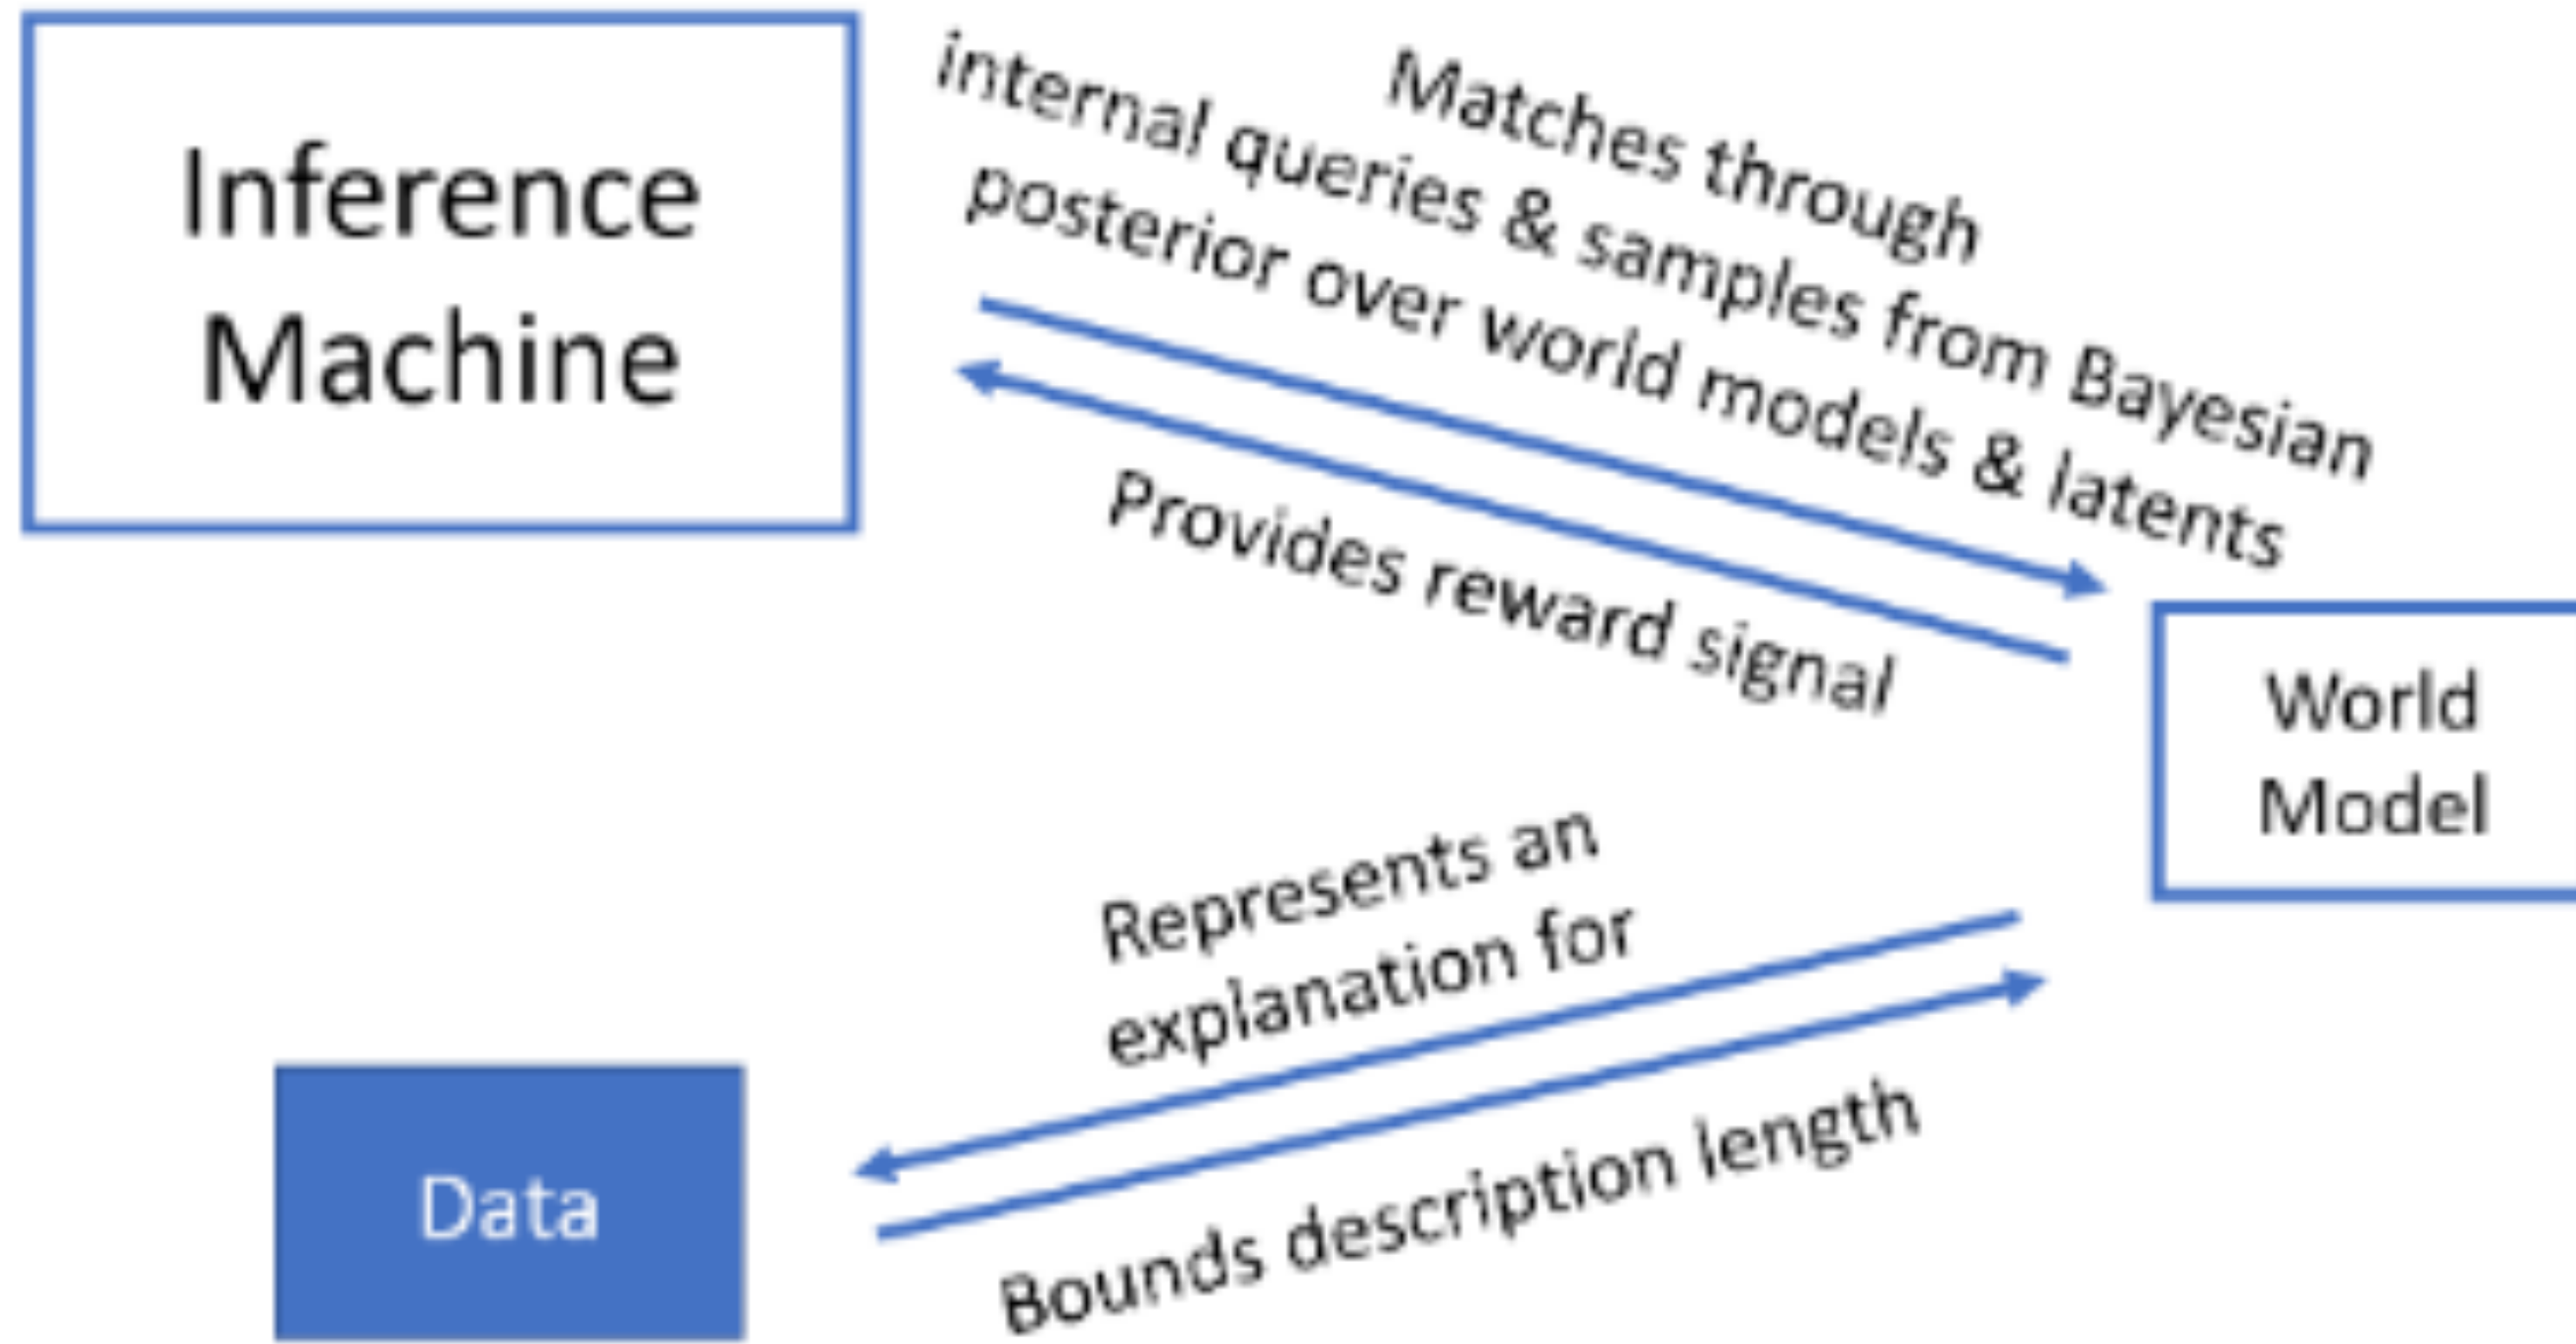 Inference
Machine
Matches through
internal queries & samples from Bayesian
posterior over world models & latents
Provides reward signal
World
Model
Represents an
explanation for
Bounds description length
Data